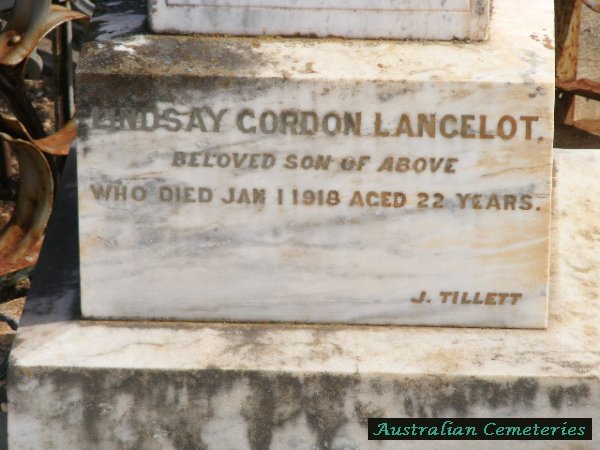 LINDSAY GORDON LANCELOT.
BELOVED SON OF ABOVE
WHO DIED JAN 1 1918 AGED 22 YEARS.
J. TILLETT
Australian Cemeteries